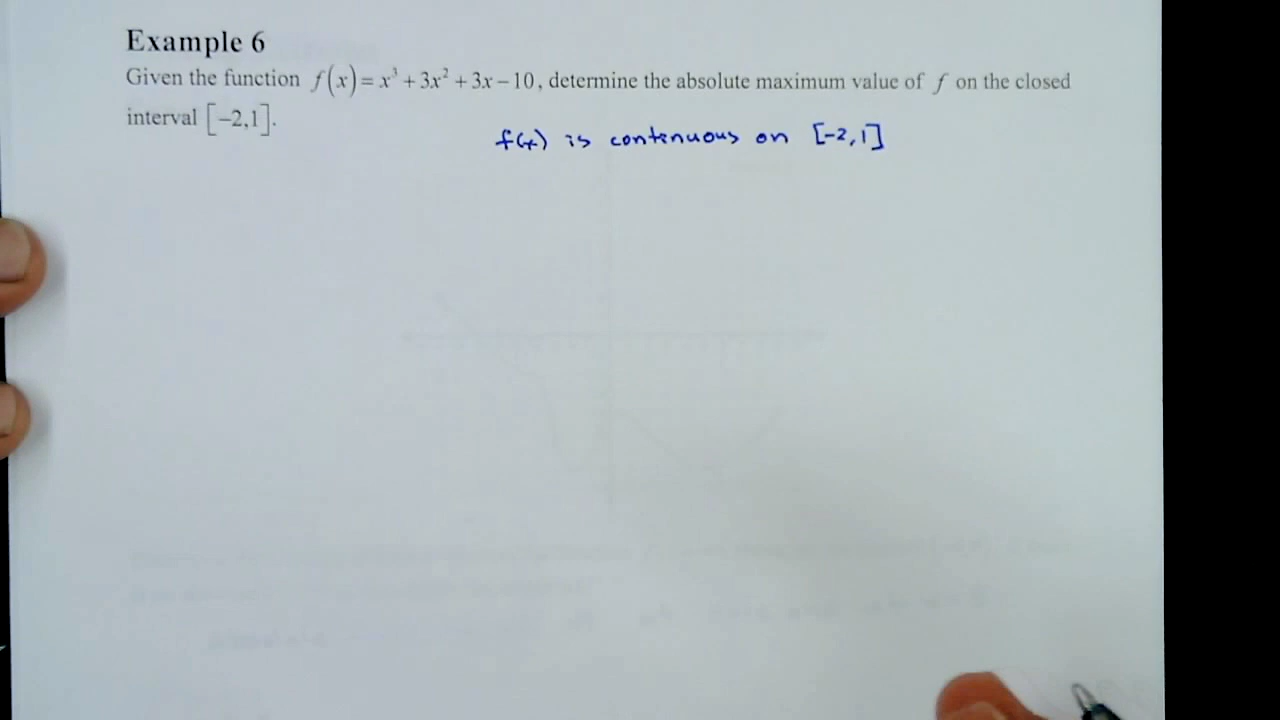 Example 6
Given the function f(x) = x³ + 3x² + 3x − 10, determine the absolute maximum value of f on the closed
interval [−2,1].
f(x) is continuous on [-2, 1]